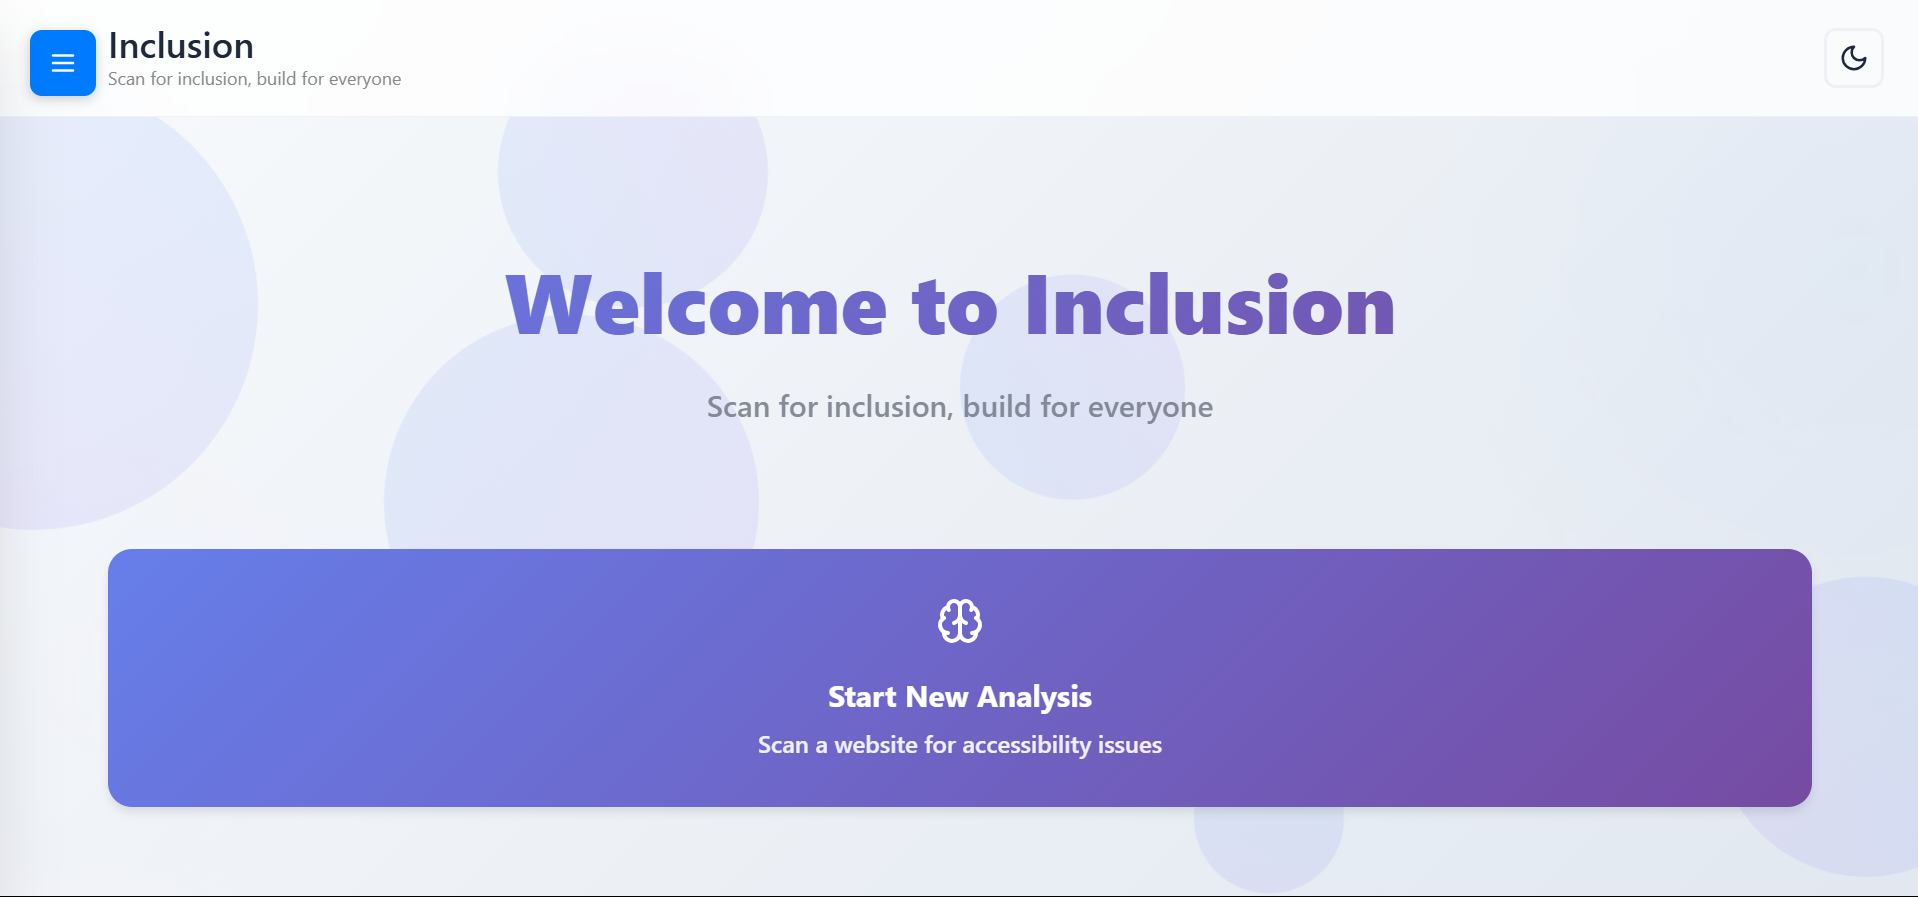 Inclusion
Scan for inclusion, build for everyone
Welcome to Inclusion
Scan for inclusion, build for everyone
Start New Analysis
Scan a website for accessibility issues